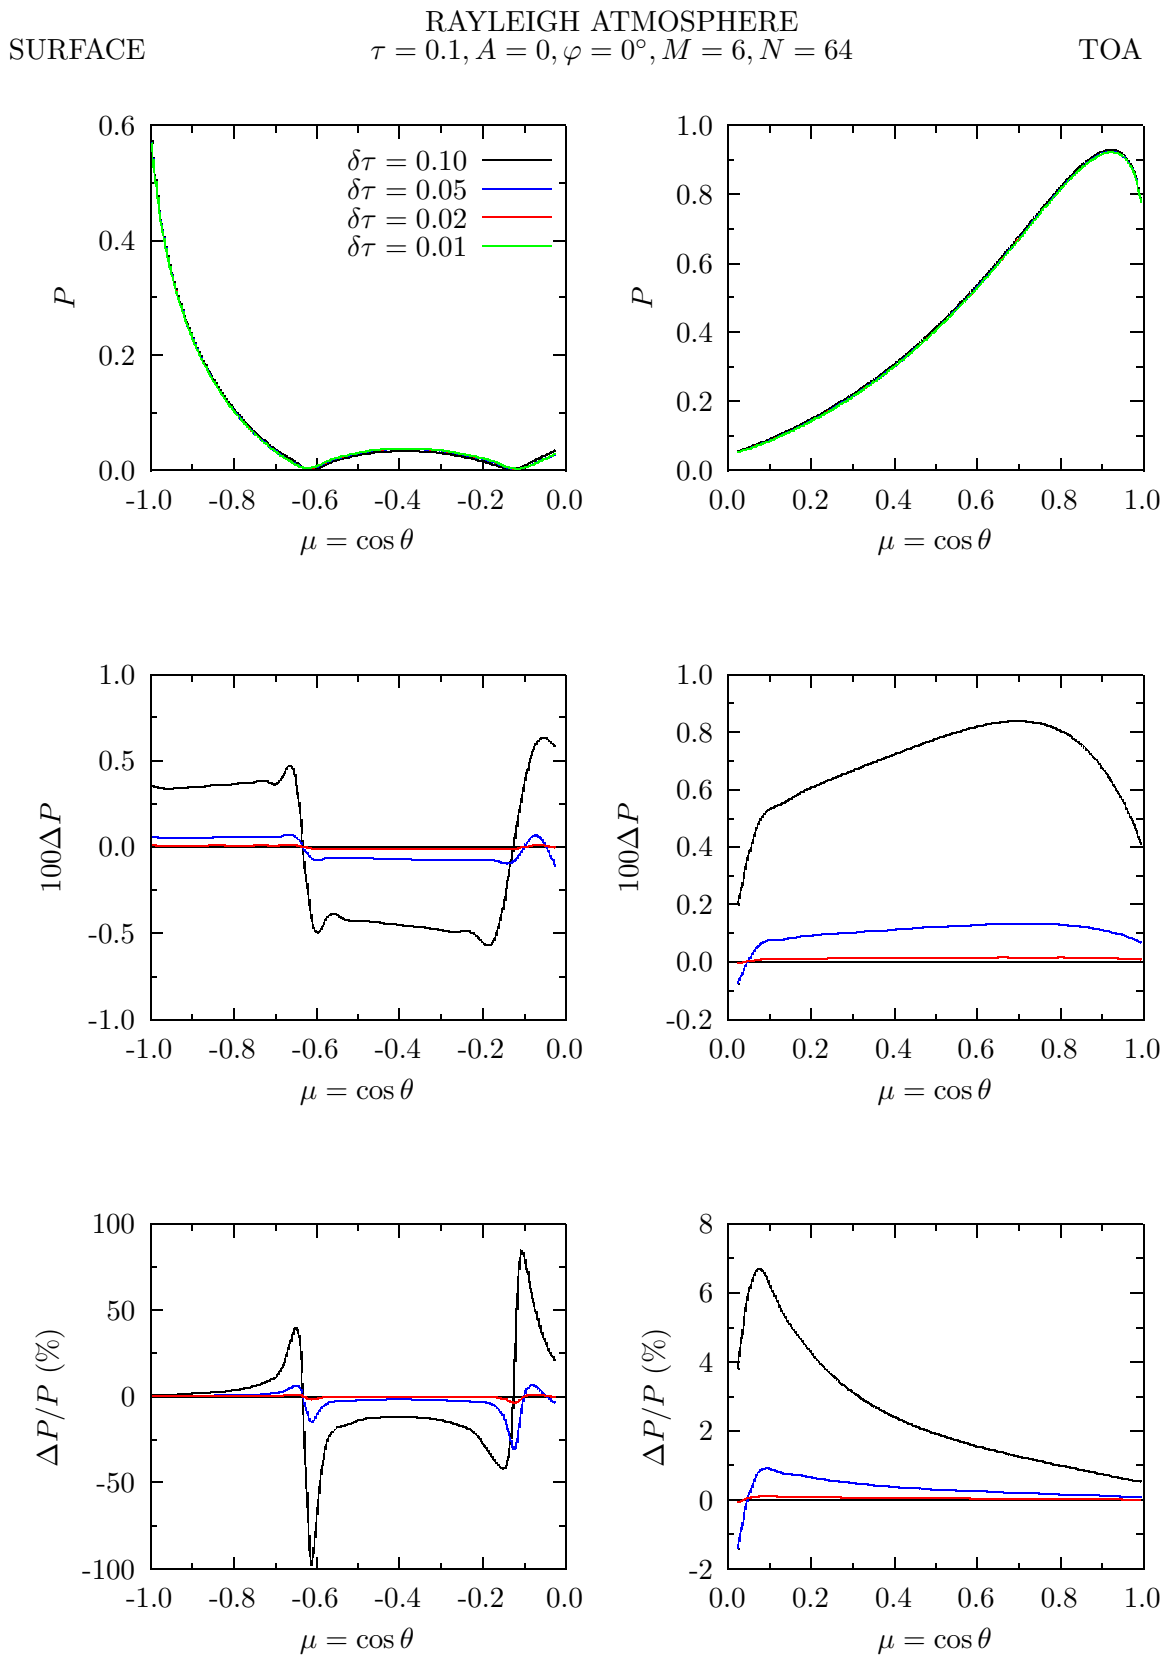 RAYLEIGH ATMOSPHERE
SURFACE τ = 0.1, A = 0, φ = 0°, M = 6, N = 64 TOA
0.6
0.4
0.2
0.0
P
-1.0 -0.8 -0.6 -0.4 -0.2 0.0
μ = cos θ
δτ = 0.10
δτ = 0.05
δτ = 0.02
δτ = 0.01
1.0
0.8
0.6
0.4
0.2
0.0
P
0.0 0.2 0.4 0.6 0.8 1.0
μ = cos θ
1.0
0.5
0.0
-0.5
-1.0
100ΔP
-1.0 -0.8 -0.6 -0.4 -0.2 0.0
μ = cos θ
1.0
0.8
0.6
0.4
0.2
0.0
-0.2
100ΔP
0.0 0.2 0.4 0.6 0.8 1.0
μ = cos θ
100
50
0
-50
-100
ΔP/P (%)
-1.0 -0.8 -0.6 -0.4 -0.2 0.0
μ = cos θ
8
6
4
2
0
-2
ΔP/P (%)
0.0 0.2 0.4 0.6 0.8 1.0
μ = cos θ